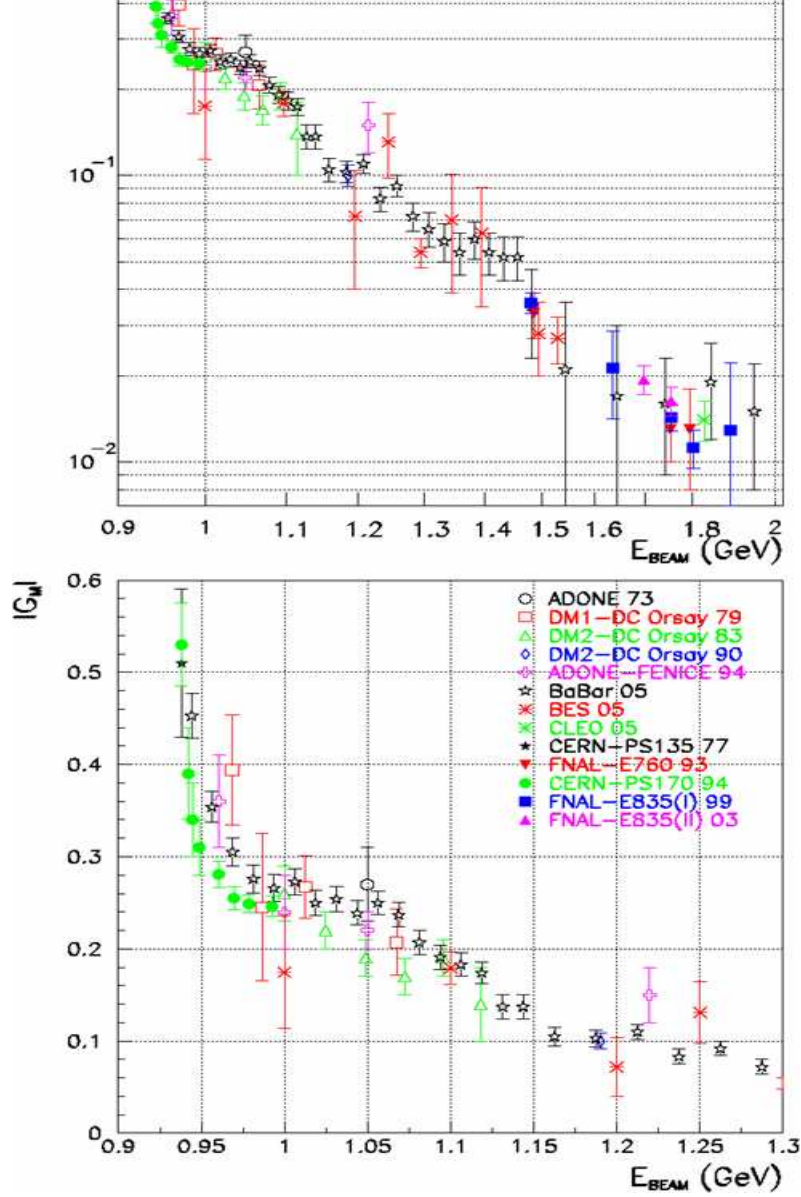 10⁻¹
10⁻²
0.9 1 1.1 1.2 1.3 1.4 1.5 1.6 1.8 2
E_BEAM (GeV)
|G_M|
0.6
0.5
0.4
0.3
0.2
0.1
0
ADONE 73
DM1-DC Orsay 79
DM2-DC Orsay 83
DM2-DC Orsay 90
ADONE-FENICE 94
BaBar 05
BES 05
CLEO 05
CERN-PS135 77
FNAL-E760 93
CERN-PS170 94
FNAL-E835(I) 99
FNAL-E835(II) 03
0.9 0.95 1 1.05 1.1 1.15 1.2 1.25 1.3
E_BEAM (GeV)